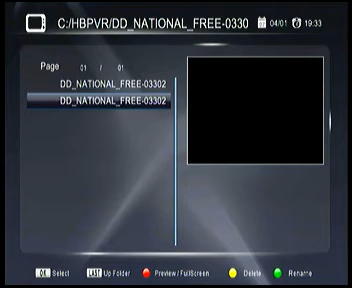 C:/HBPVR/DD_NATIONAL_FREE-0330 04/01 19:33
Page 01 / 01
DD_NATIONAL_FREE-03302
DD_NATIONAL_FREE-03302
OK Select LAST Up Folder Preview/FullScreen Delete Rename